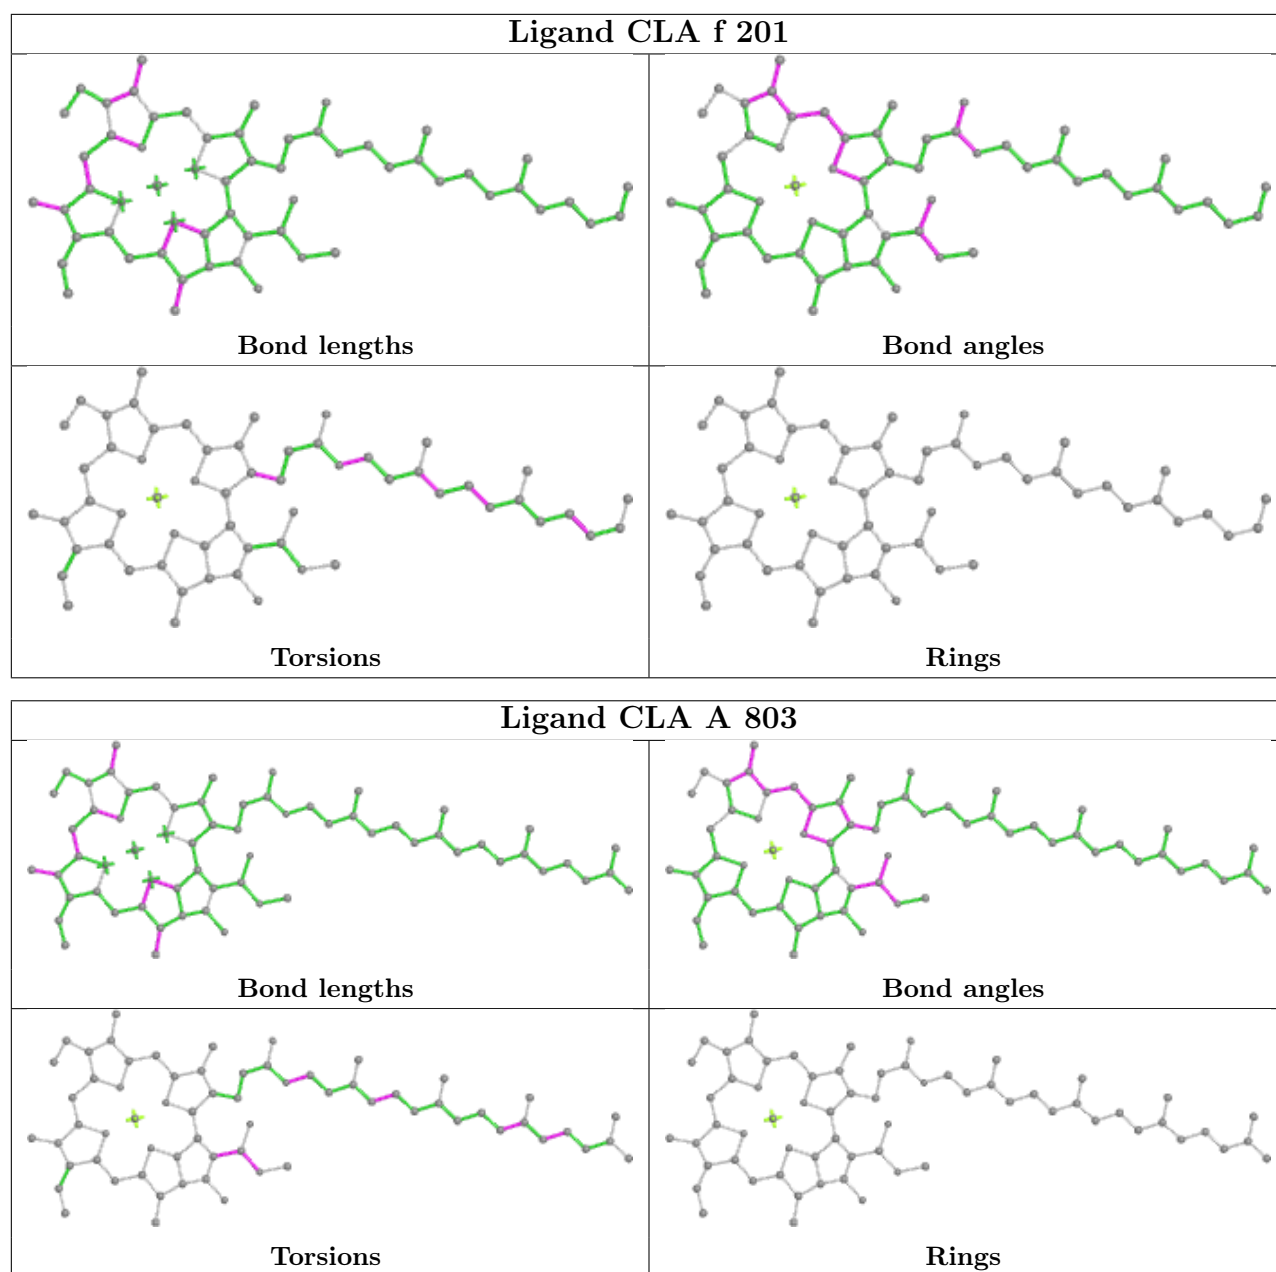 Ligand CLA f 201
Bond lengths
Bond angles
Torsions
Rings
Ligand CLA A 803
Bond lengths
Bond angles
Torsions
Rings